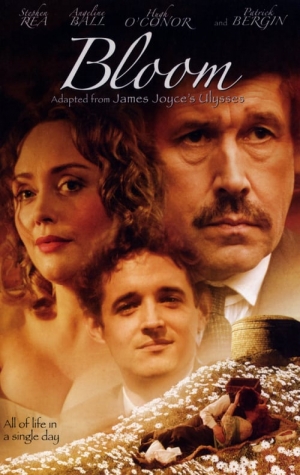 Stephen REA Angeline BALL Hugh O'CONOR and Patrick BERGIN
Bloom
Adapted from James Joyce's Ulysses
All of life in
a single day